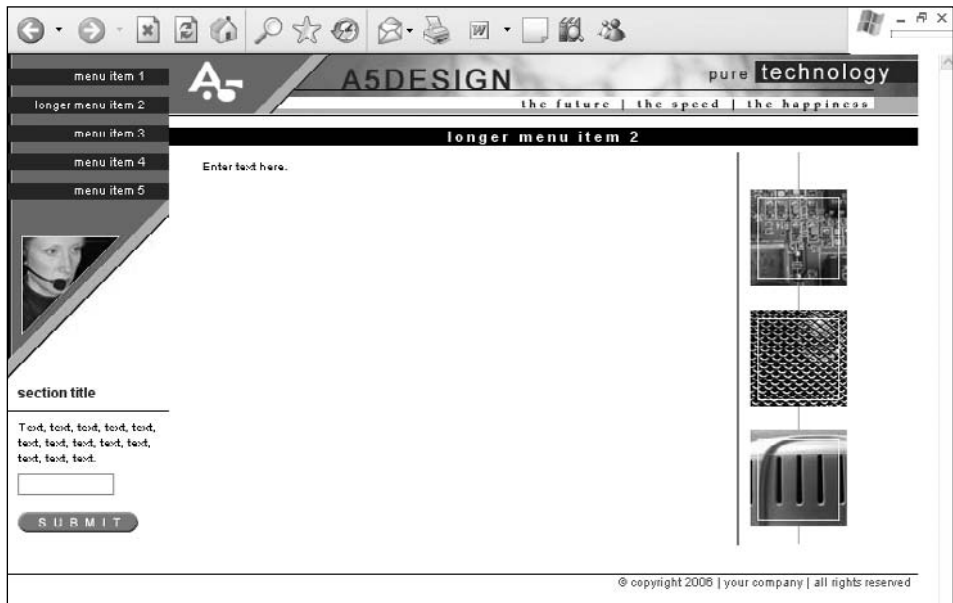 W
menu item 1
longer menu item 2
menu item 3
menu item 4
menu item 5
A5
A5DESIGN
pure technology
the future | the speed | the happiness
longer menu item 2
Enter text here.
section title
Text, text, text, text, text,
text, text, text, text, text,
text, text, text.
SUBMIT
© copyright 2006 | your company | all rights reserved